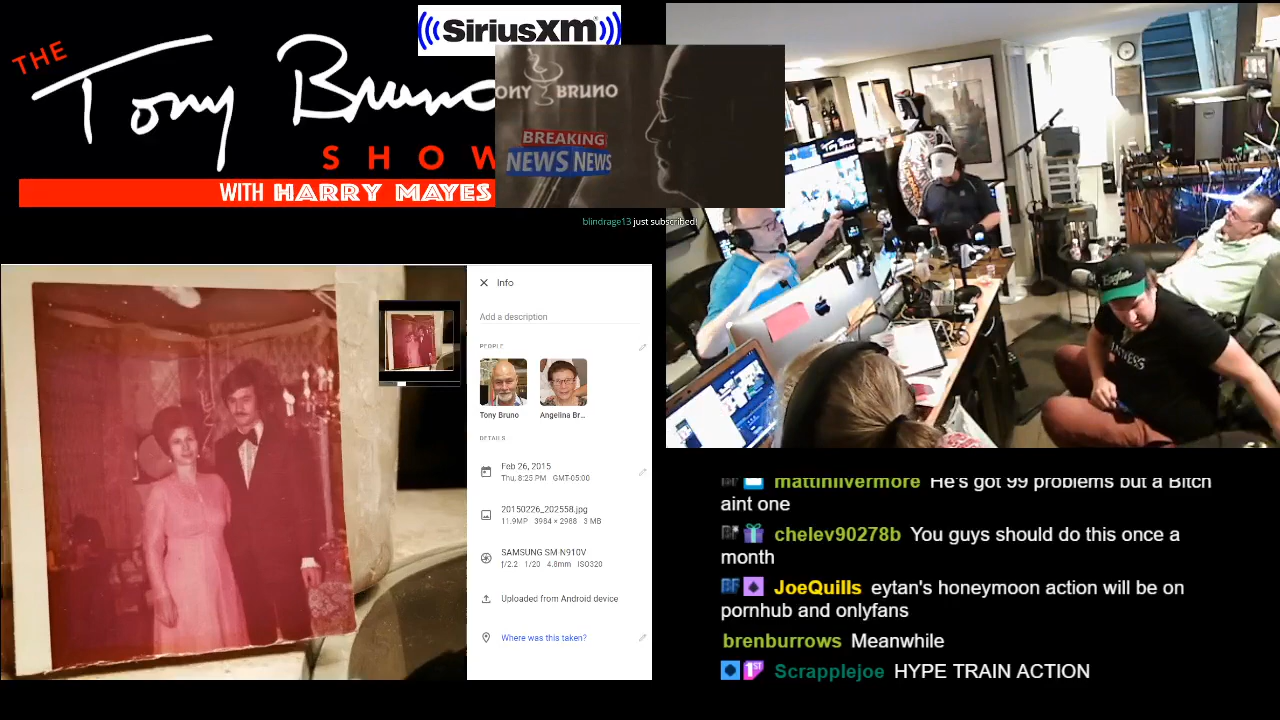 THE
Tony Bruno
SHOW
WITH HARRY MAYES
SiriusXM
ONY BRUNO
BREAKING
NEWS NEWS
blindrage13 just subscribed!
Info
Add a description
PEOPLE
Tony Bruno
Angelina Br...
DETAILS
Feb 26, 2015
Thu, 8:25 PM GMT-05:00
20150226_202558.jpg
11.9MP 3984 × 2988 3 MB
SAMSUNG SM-N910V
ƒ/2.2 1/20 4.8mm ISO320
Uploaded from Android device
Where was this taken?
Eagles
mattinlivermore He's got 99 problems but a Bitch
aint one
chelev90278b You guys should do this once a
month
JoeQuills eytan's honeymoon action will be on
pornhub and onlyfans
brenburrows Meanwhile
1ST Scrapplejoe HYPE TRAIN ACTION